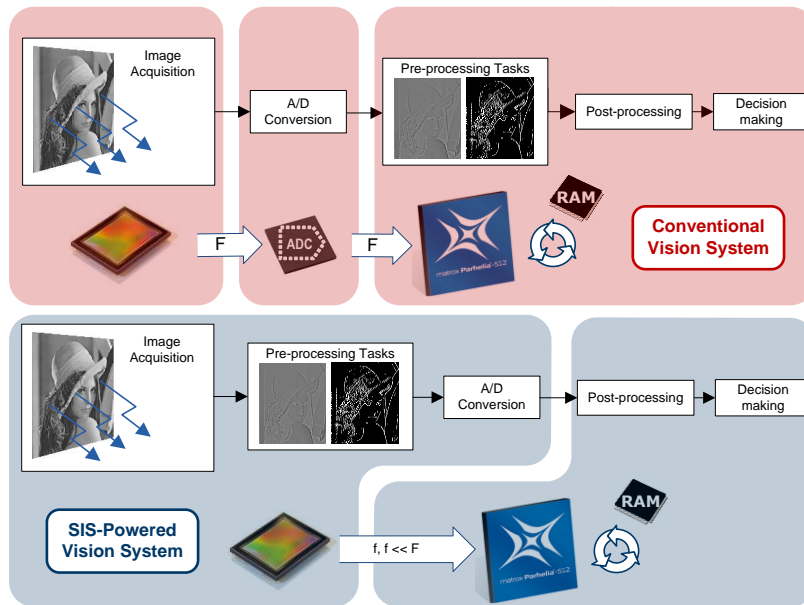 Image
Acquisition
A/D
Conversion
Pre-processing Tasks
Post-processing
Decision
making
F
ADC
F
matrox Parhelia-512
RAM
Conventional
Vision System
Image
Acquisition
Pre-processing Tasks
A/D
Conversion
Post-processing
Decision
making
SIS-Powered
Vision System
f, f << F
matrox Parhelia-512
RAM